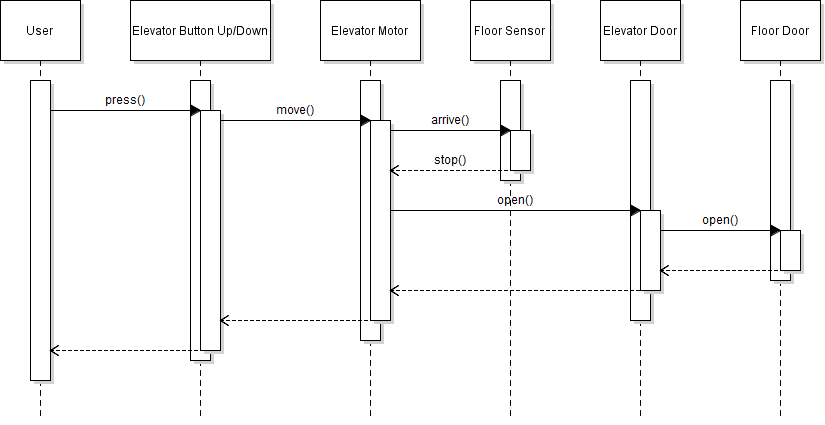 User
Elevator Button Up/Down
Elevator Motor
Floor Sensor
Elevator Door
Floor Door
press()
move()
arrive()
stop()
open()
open()